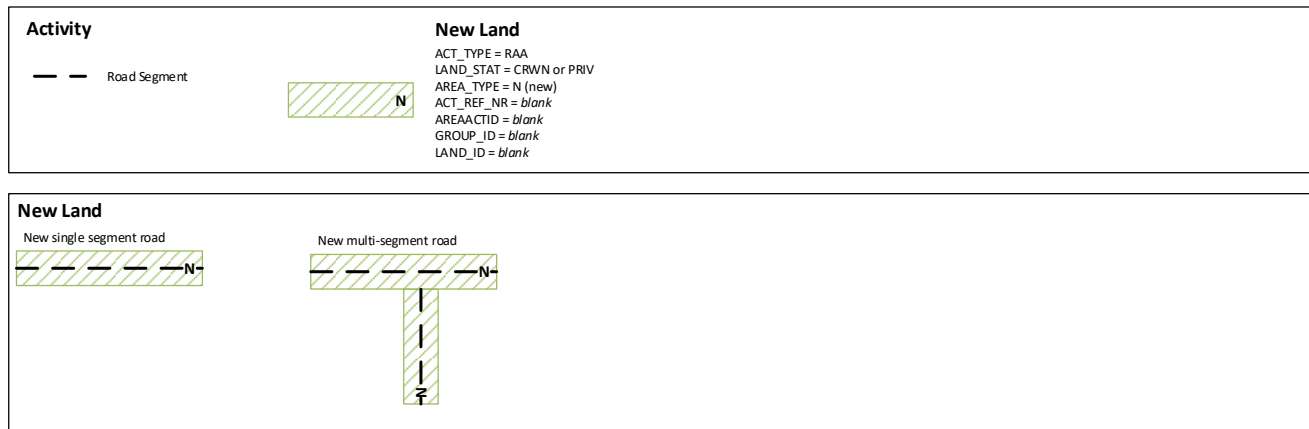 Activity
Road Segment
N
New Land
ACT_TYPE = RAA
LAND_STAT = CRWN or PRIV
AREA_TYPE = N (new)
ACT_REF_NR = blank
AREAACTID = blank
GROUP_ID = blank
LAND_ID = blank
New Land
New single segment road
N
New multi-segment road
N
N